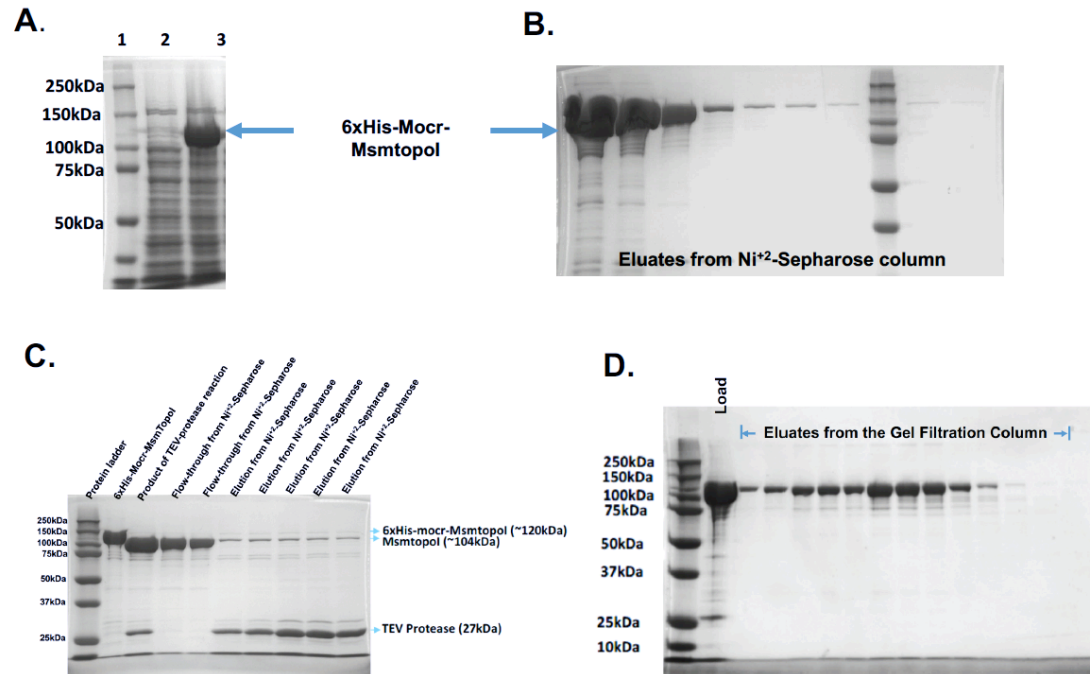 A.
1 2 3
250kDa
150kDa
100kDa
75kDa
50kDa
6xHis-Mocr-
Msmtopol
B.
Eluates from Ni+2-Sepharose column
C.
Protein ladder
6xHis-Mocr-MsmTopol
Product of TEV-protease reaction
Flow-through from Ni+2-Sepharose
Flow-through from Ni+2-Sepharose
Elution from Ni+2-Sepharose
Elution from Ni+2-Sepharose
Elution from Ni+2-Sepharose
Elution from Ni+2-Sepharose
Elution from Ni+2-Sepharose
250kDa
150kDa
100kDa
75kDa
50kDa
37kDa
25kDa
6xHis-mocr-Msmtopol (~120kDa)
Msmtopol (~104kDa)
TEV Protease (27kDa)
D.
Load
Eluates from the Gel Filtration Column
250kDa
150kDa
100kDa
75kDa
50kDa
37kDa
25kDa
10kDa